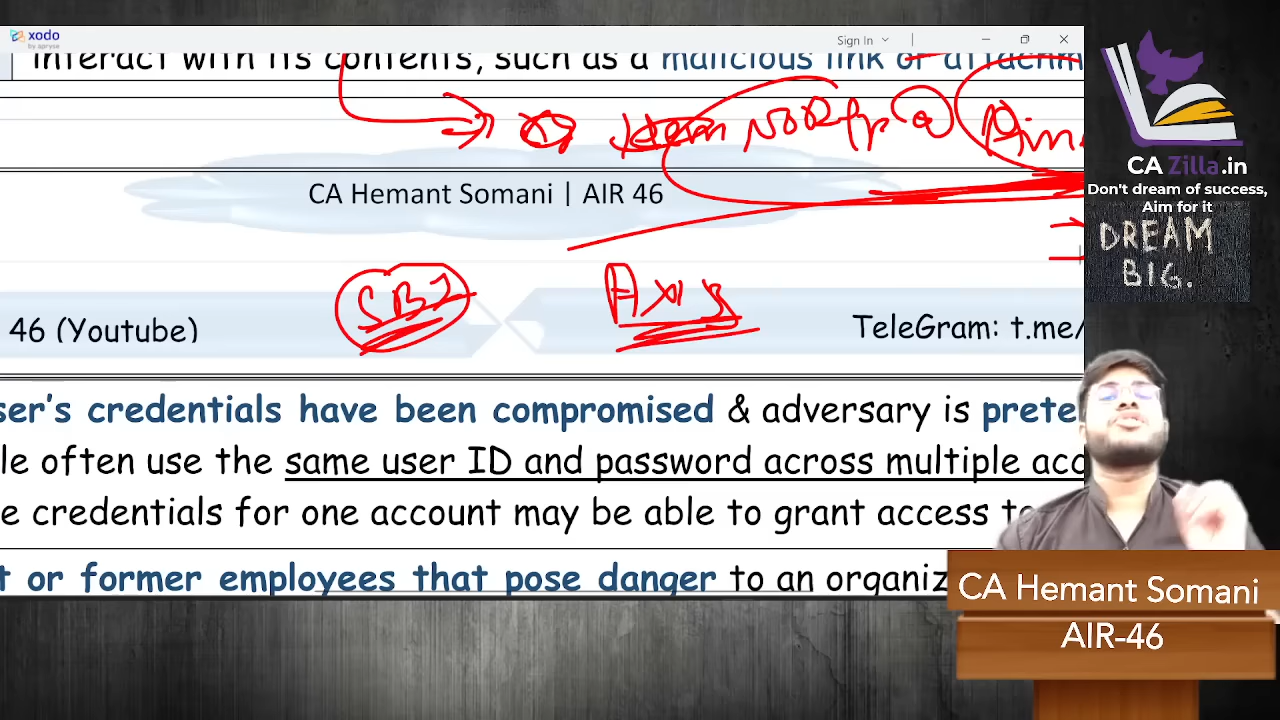 xodo
by apryse
Sign In
interact with its contents, such as a malicious link or attachm
@
CA Hemant Somani | AIR 46
SBI
Axis
46 (Youtube)
TeleGram: t.me/
ser's credentials have been compromised & adversary is prete
le often use the same user ID and password across multiple acc
e credentials for one account may be able to grant access to
t or former employees that pose danger to an organiz
CA Zilla.in
Don't dream of success,
Aim for it
DREAM
BIG.
CA Hemant Somani
AIR-46